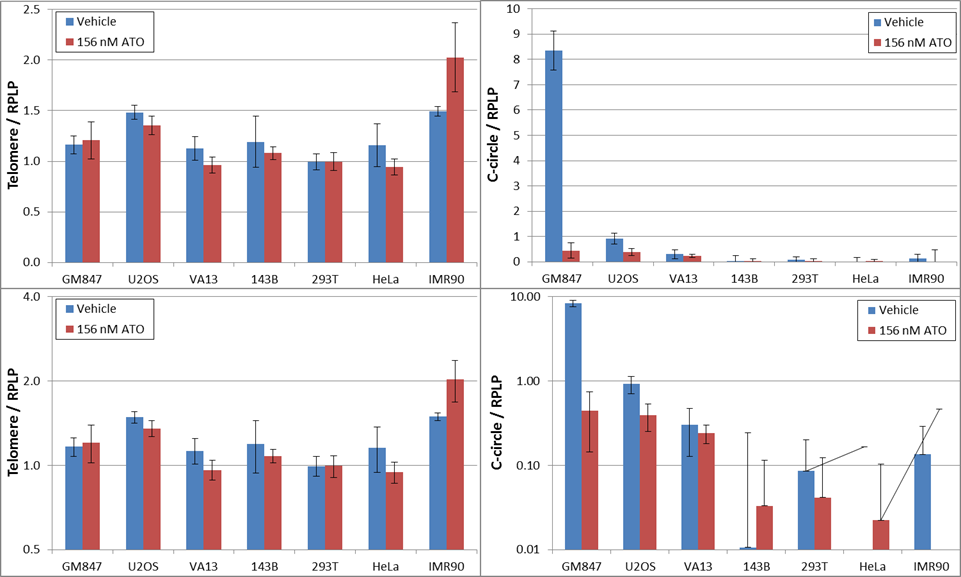 Telomere / RPLP
2.5
2.0
1.5
1.0
0.5
0.0
Vehicle
156 nM ATO
GM847 U2OS VA13 143B 293T HeLa IMR90
C-circle / RPLP
10
9
8
7
6
5
4
3
2
1
0
Vehicle
156 nM ATO
GM847 U2OS VA13 143B 293T HeLa IMR90
Telomere / RPLP
4.0
2.0
1.0
0.5
Vehicle
156 nM ATO
GM847 U2OS VA13 143B 293T HeLa IMR90
C-circle / RPLP
10.00
1.00
0.10
0.01
Vehicle
156 nM ATO
GM847 U2OS VA13 143B 293T HeLa IMR90